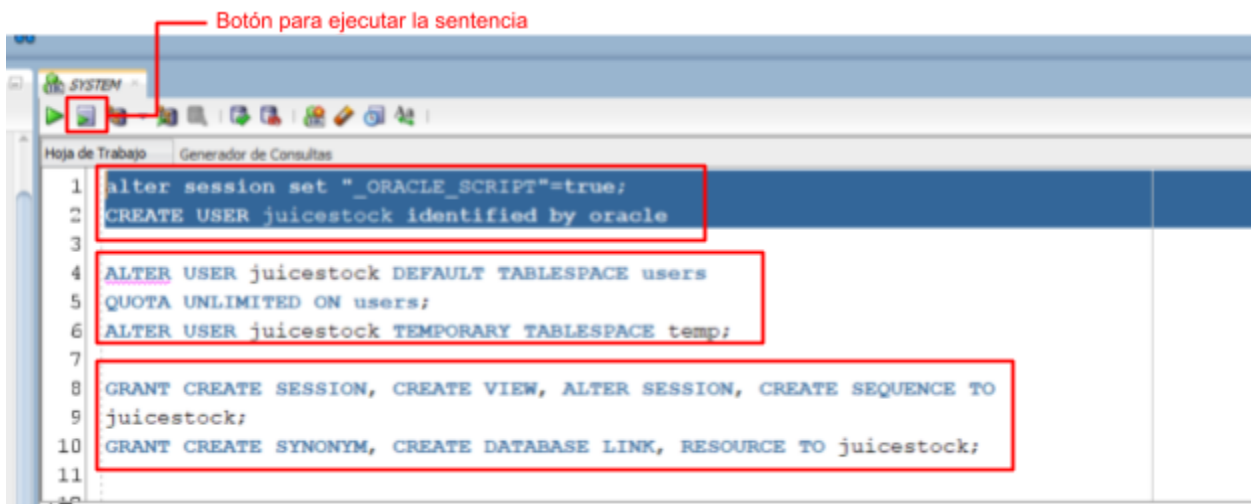 Botón para ejecutar la sentencia
SYSTEM
Hoja de Trabajo Generador de Consultas
1 alter session set "_ORACLE_SCRIPT"=true;
2 CREATE USER juicestock identified by oracle
3
4 ALTER USER juicestock DEFAULT TABLESPACE users
5 QUOTA UNLIMITED ON users;
6 ALTER USER juicestock TEMPORARY TABLESPACE temp;
7
8 GRANT CREATE SESSION, CREATE VIEW, ALTER SESSION, CREATE SEQUENCE TO
9 juicestock;
10 GRANT CREATE SYNONYM, CREATE DATABASE LINK, RESOURCE TO juicestock;
11